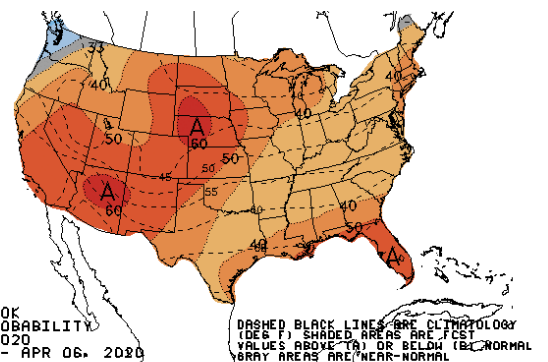 33
40
A
60
50
50
50
45
55
A
60
60
40
40
40
40
50
A
OK
OBABILITY
020
- APR 06, 2020
DASHED BLACK LINES ARE CLIMATOLOGY
(DEG F) SHADED AREAS ARE FCST
VALUES ABOVE (A) OR BELOW (B) NORMAL
GRAY AREAS ARE NEAR-NORMAL